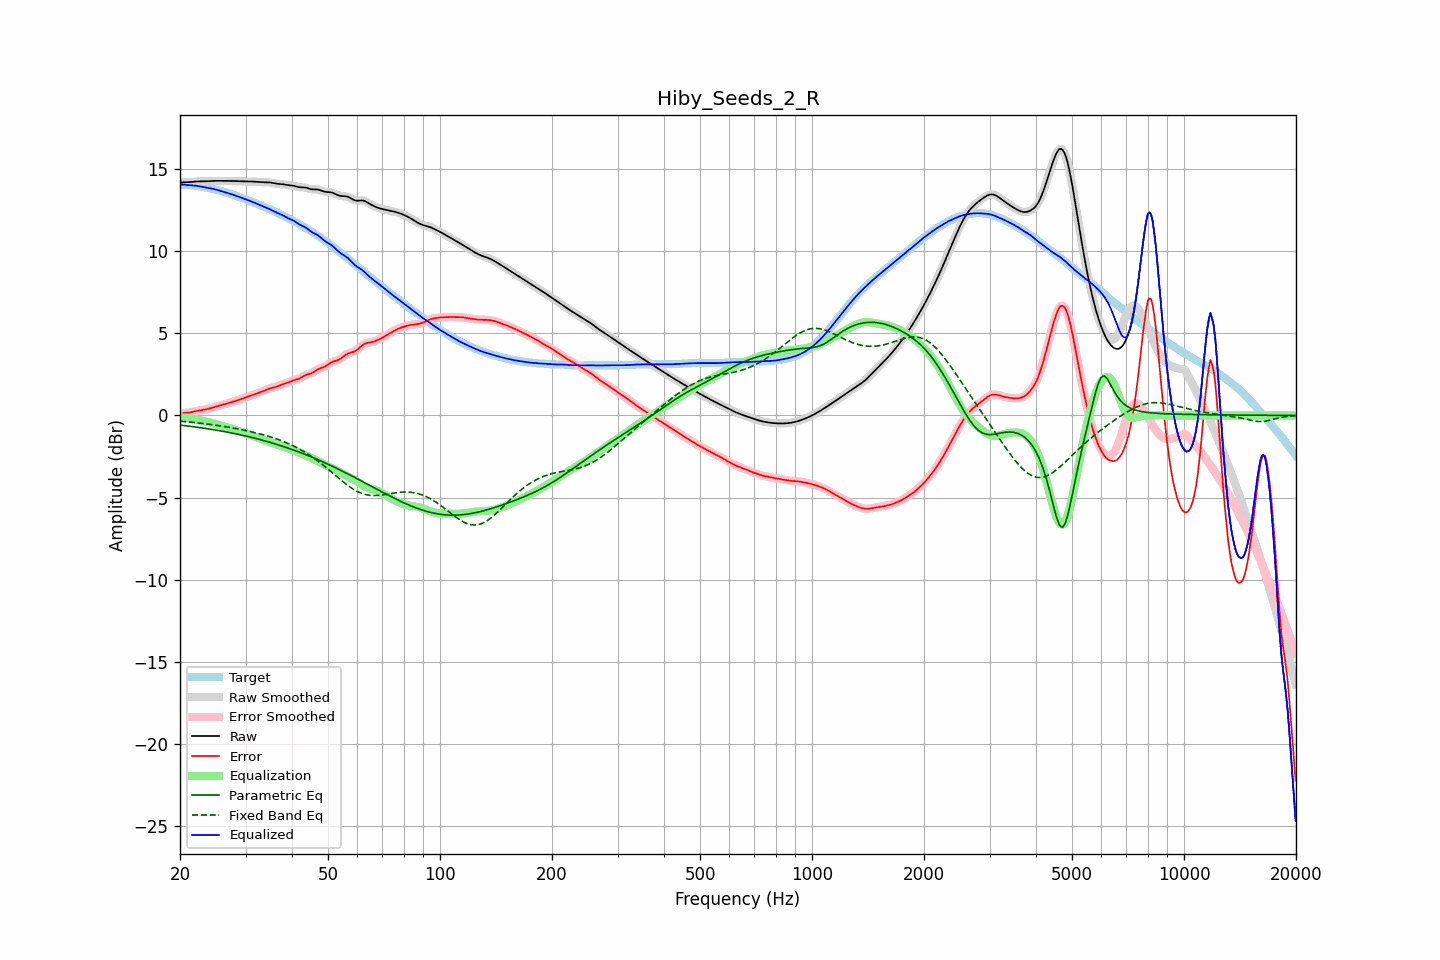 Hiby_Seeds_2_R
Amplitude (dBr)
15
10
5
0
−5
−10
−15
−20
−25
Target
Raw Smoothed
Error Smoothed
Raw
Error
Equalization
Parametric Eq
Fixed Band Eq
Equalized
20 50 100 200 500 1000 2000 5000 10000 20000
Frequency (Hz)